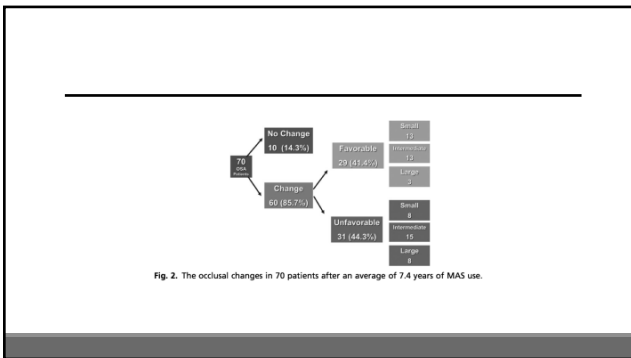 No Change
10 (14.3%)
70
OSA
Patients
Change
60 (85.7%)
Favorable
29 (41.4%)
Unfavorable
31 (44.3%)
Small
13
Intermediate
13
Large
3
Small
8
Intermediate
15
Large
8
Fig. 2. The occlusal changes in 70 patients after an average of 7.4 years of MAS use.